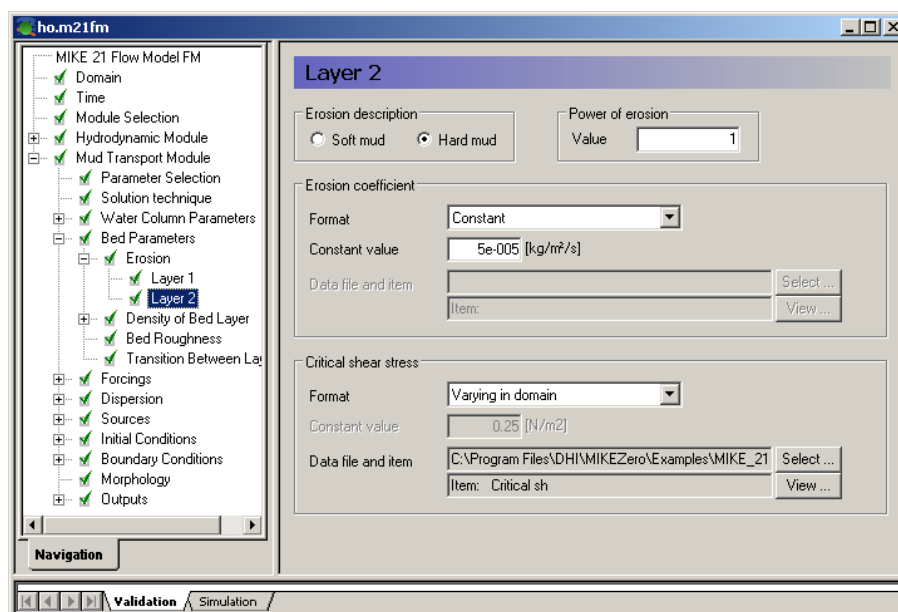 ho.m21fm
MIKE 21 Flow Model FM
Domain
Time
Module Selection
Hydrodynamic Module
Mud Transport Module
Parameter Selection
Solution technique
Water Column Parameters
Bed Parameters
Erosion
Layer 1
Layer 2
Density of Bed Layer
Bed Roughness
Transition Between La
Forcings
Dispersion
Sources
Initial Conditions
Boundary Conditions
Morphology
Outputs
Navigation
Layer 2
Erosion description
Soft mud Hard mud
Power of erosion
Value 1
Erosion coefficient
Format Constant
Constant value 5e-005 [kg/m²/s]
Data file and item Select ...
Item: View ...
Critical shear stress
Format Varying in domain
Constant value 0.25 [N/m2]
Data file and item C:\Program Files\DHI\MIKEZero\Examples\MIKE_21 Select ...
Item: Critical sh View ...
Validation Simulation